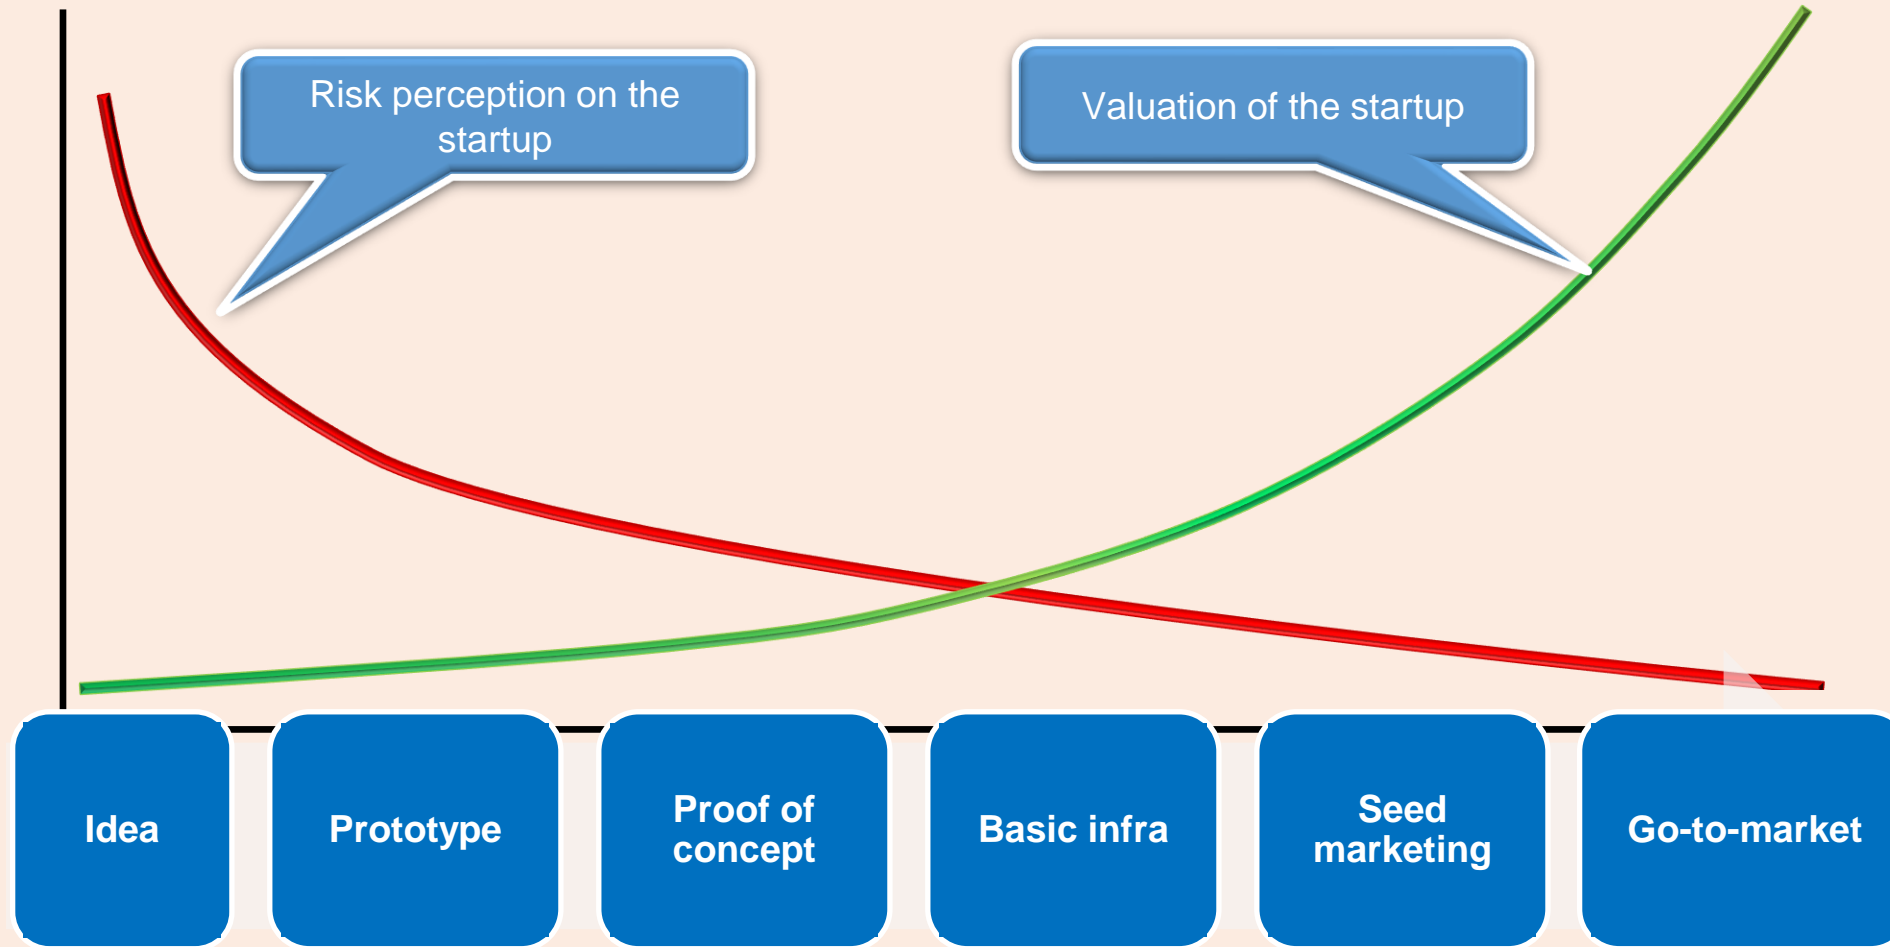 Risk perception on the
startup
Valuation of the startup
Idea
Prototype
Proof of
concept
Basic infra
Seed
marketing
Go-to-market